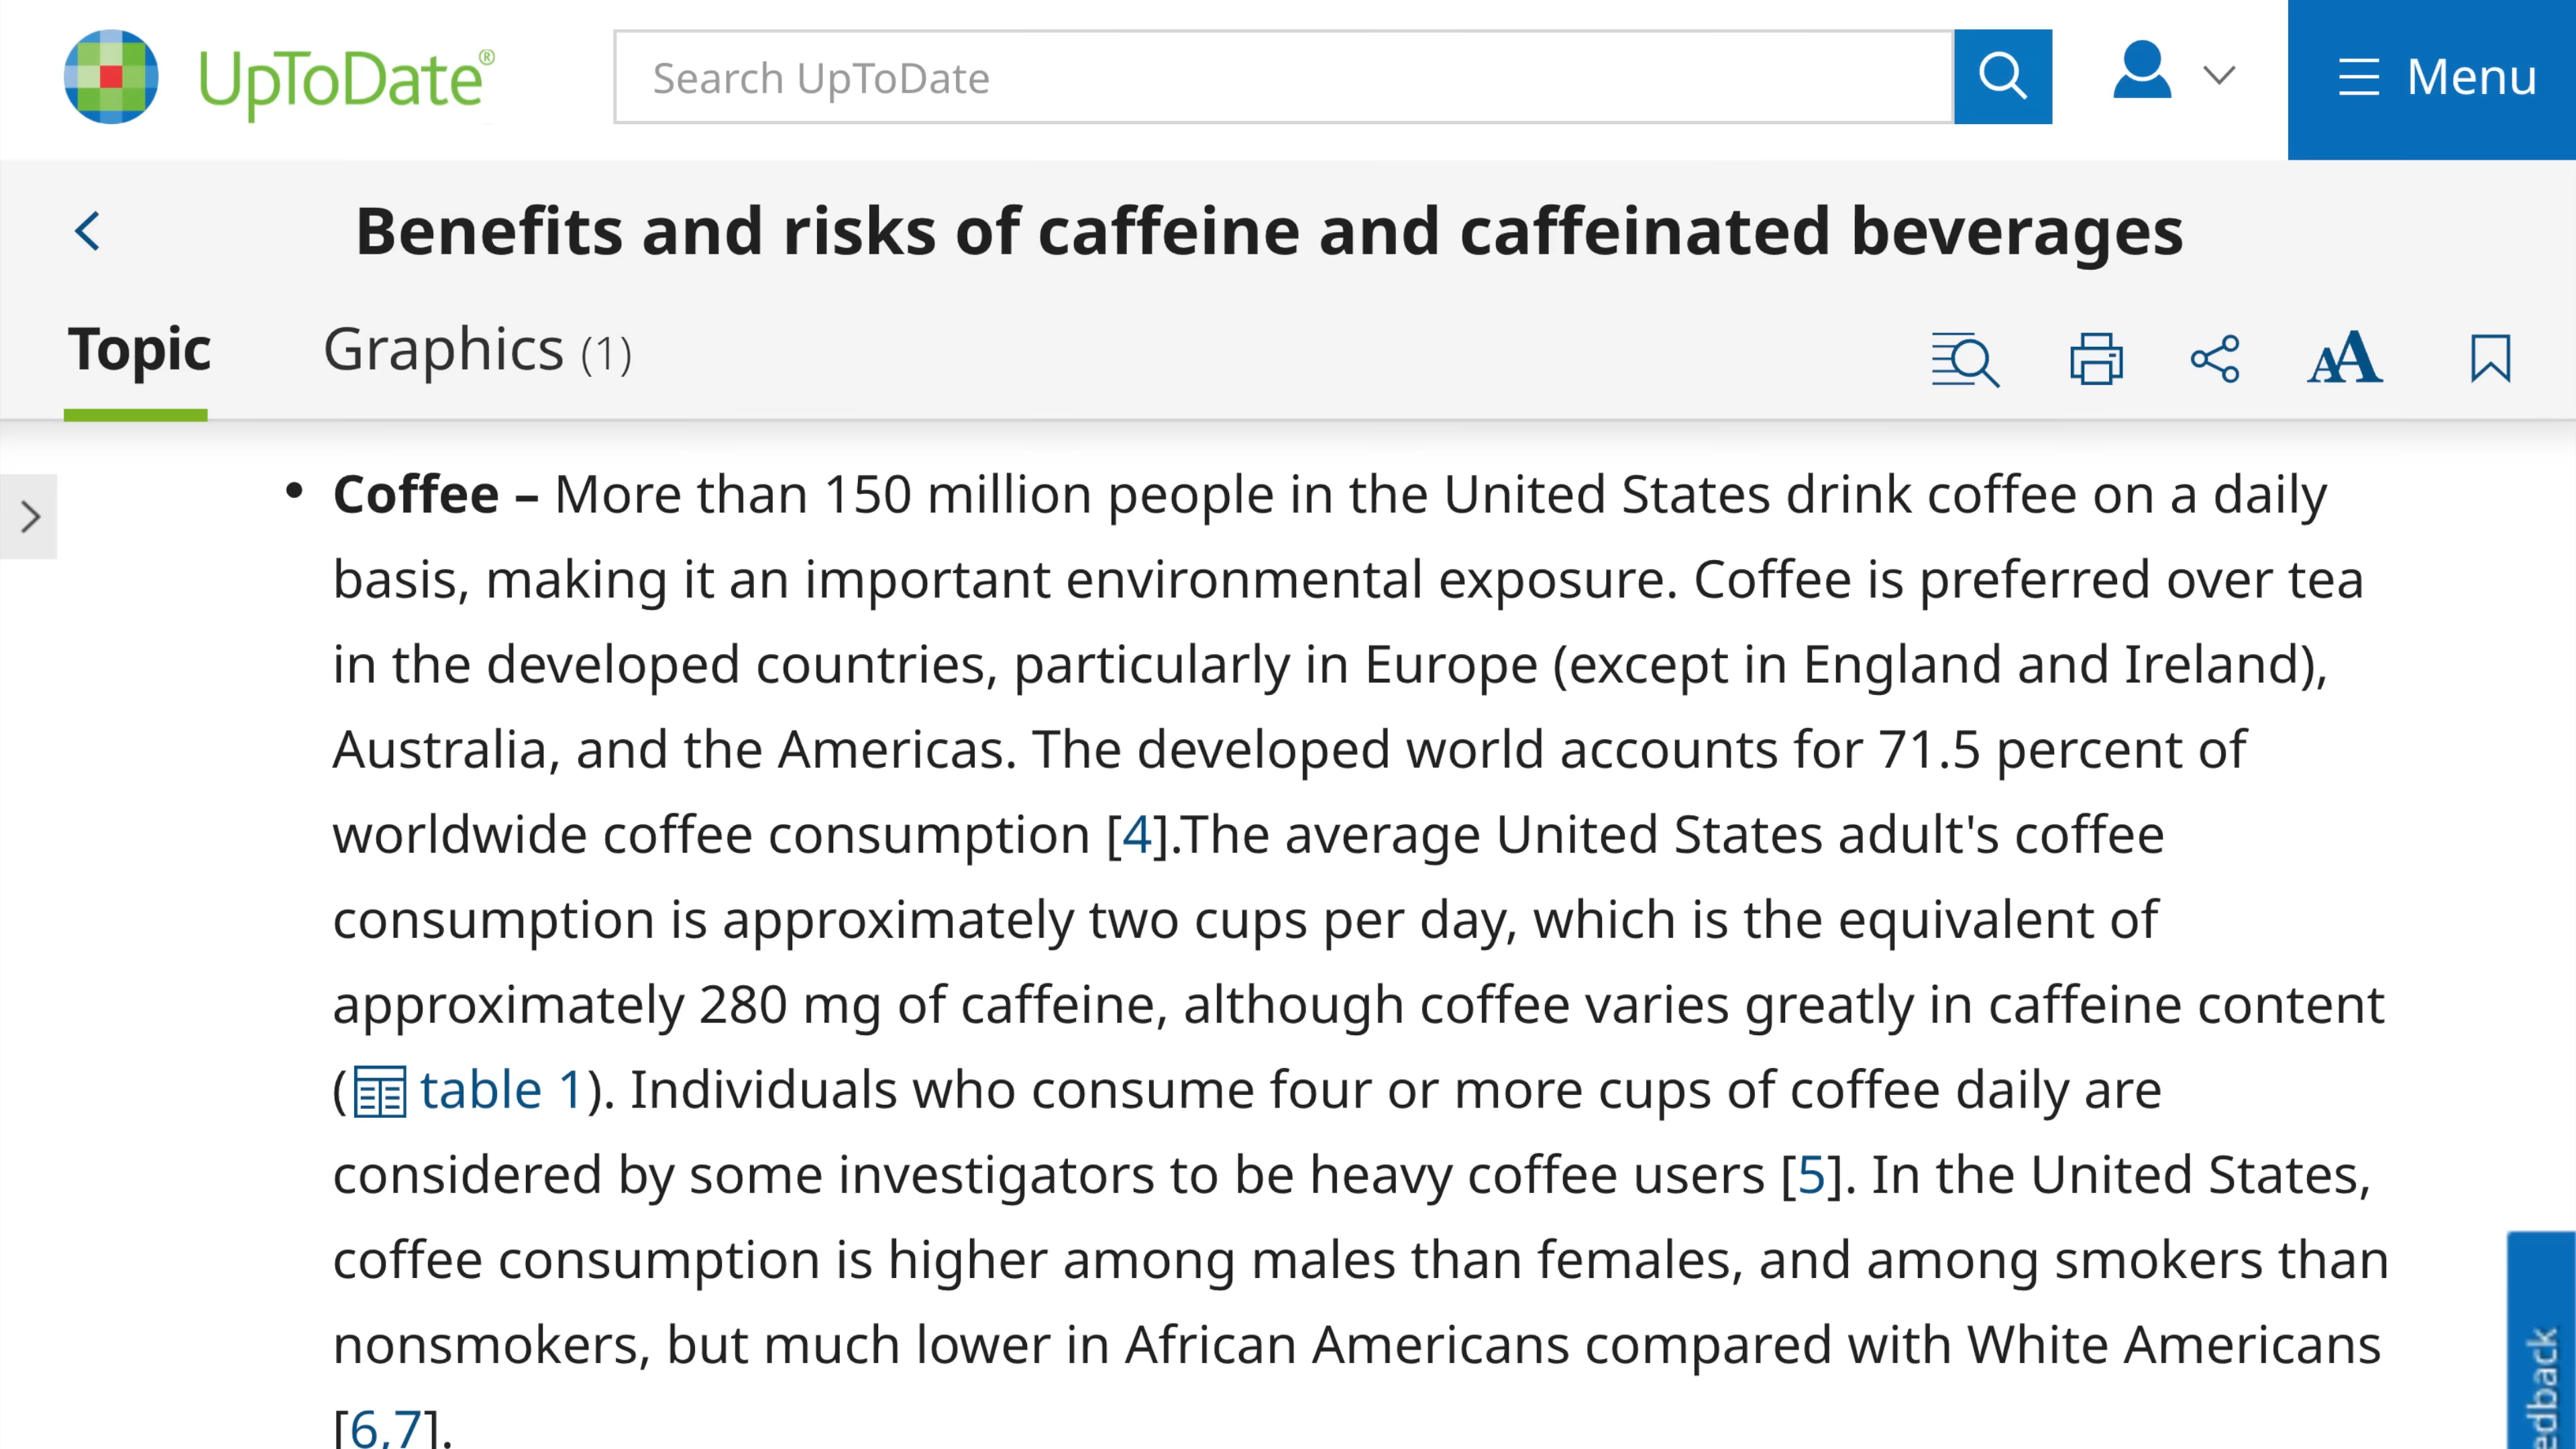 UpToDate®
Search UpToDate
Menu
Benefits and risks of caffeine and caffeinated beverages
Topic
Graphics (1)
• Coffee – More than 150 million people in the United States drink coffee on a daily
basis, making it an important environmental exposure. Coffee is preferred over tea
in the developed countries, particularly in Europe (except in England and Ireland),
Australia, and the Americas. The developed world accounts for 71.5 percent of
worldwide coffee consumption [4].The average United States adult's coffee
consumption is approximately two cups per day, which is the equivalent of
approximately 280 mg of caffeine, although coffee varies greatly in caffeine content
(table 1). Individuals who consume four or more cups of coffee daily are
considered by some investigators to be heavy coffee users [5]. In the United States,
coffee consumption is higher among males than females, and among smokers than
nonsmokers, but much lower in African Americans compared with White Americans
[6,7].
edback